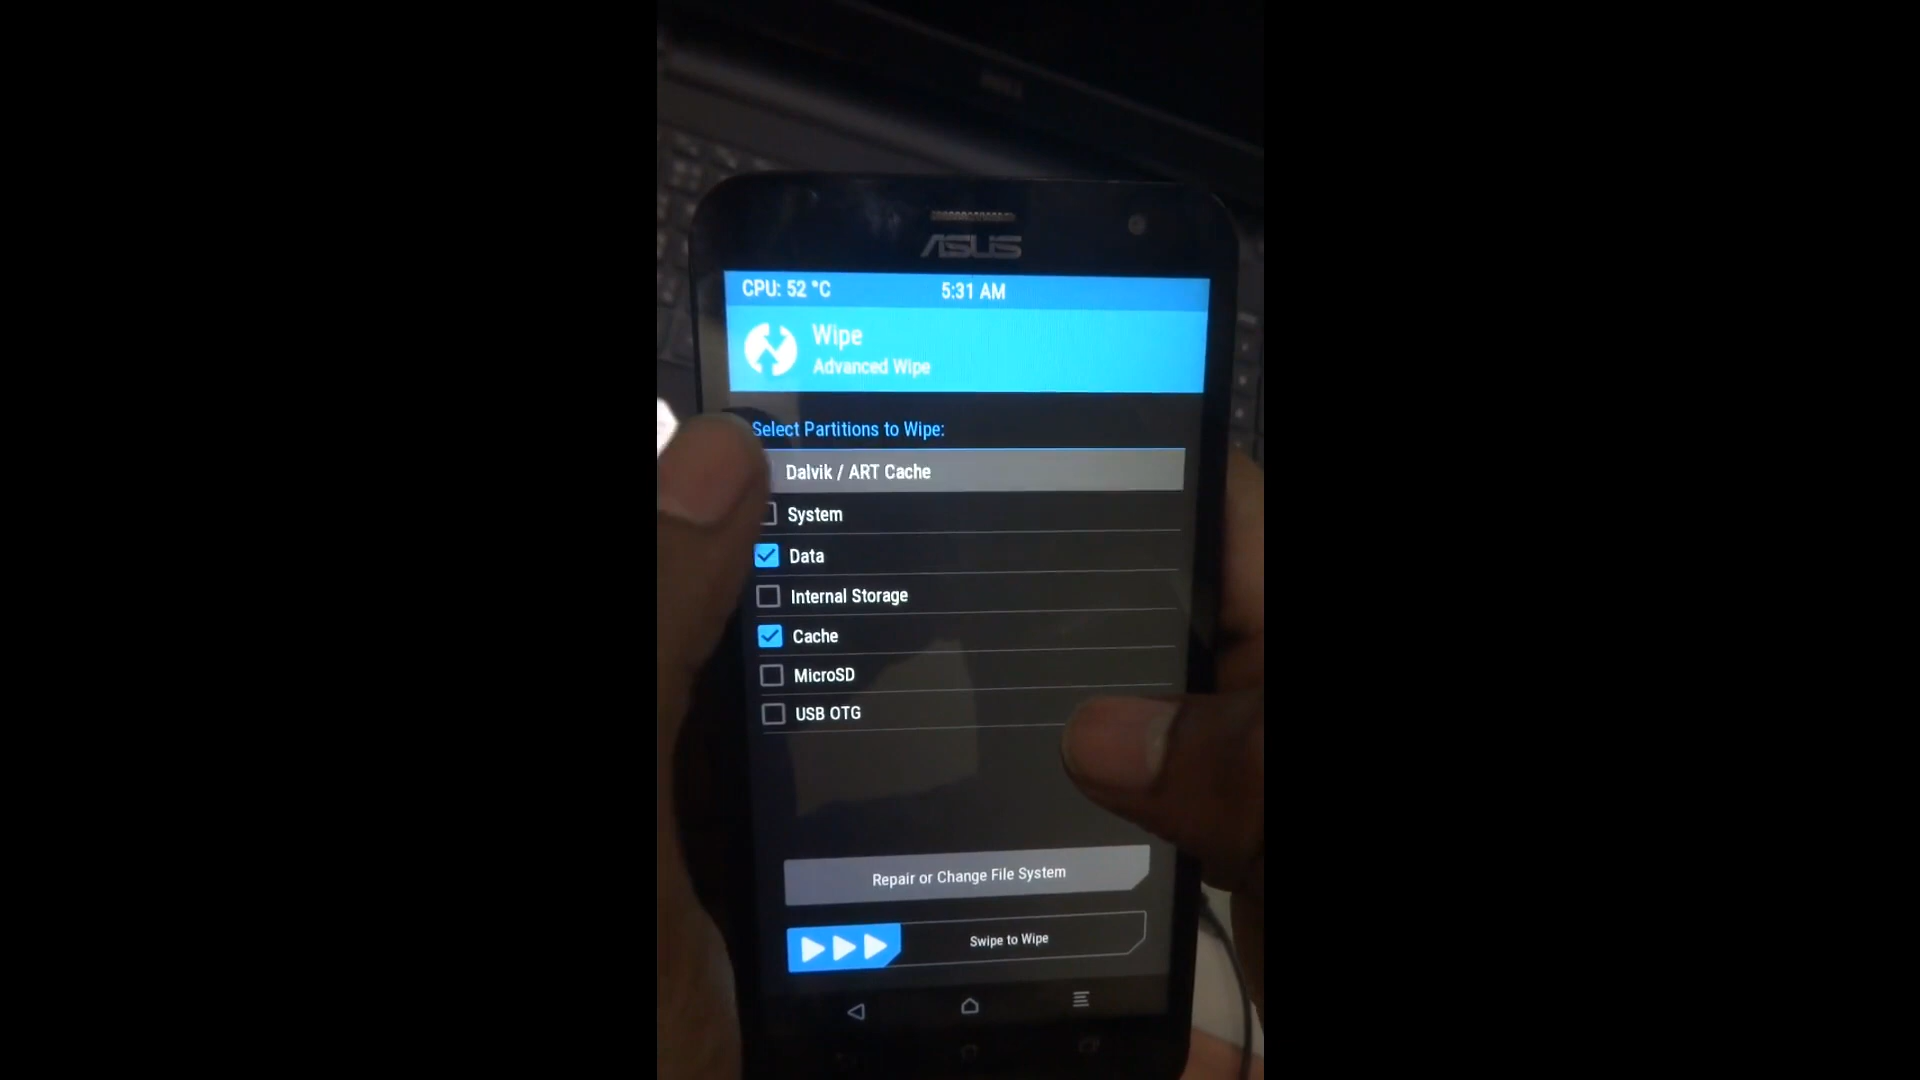 ASUS
CPU: 52 °C
5:31 AM
Wipe
Advanced Wipe
Select Partitions to Wipe:
Dalvik / ART Cache
System
Data
Internal Storage
Cache
MicroSD
USB OTG
Repair or Change File System
Swipe to Wipe